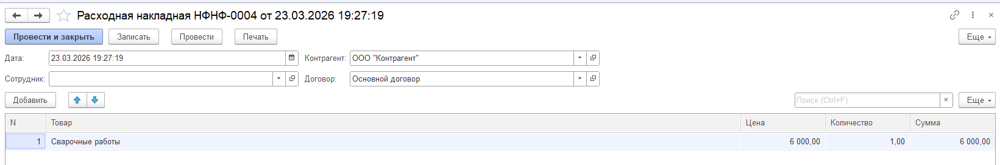 Расходная накладная НФНФ-0004 от 23.03.2026 19:27:19
Провести и закрыть Записать Провести Печать Еще
Дата: 23.03.2026 19:27:19 Контрагент: ООО "Контрагент"
Сотрудник: Договор: Основной договор
Добавить Поиск (Ctrl+F) × Еще
N Товар Цена Количество Сумма
1 Сварочные работы 6 000,00 1,00 6 000,00